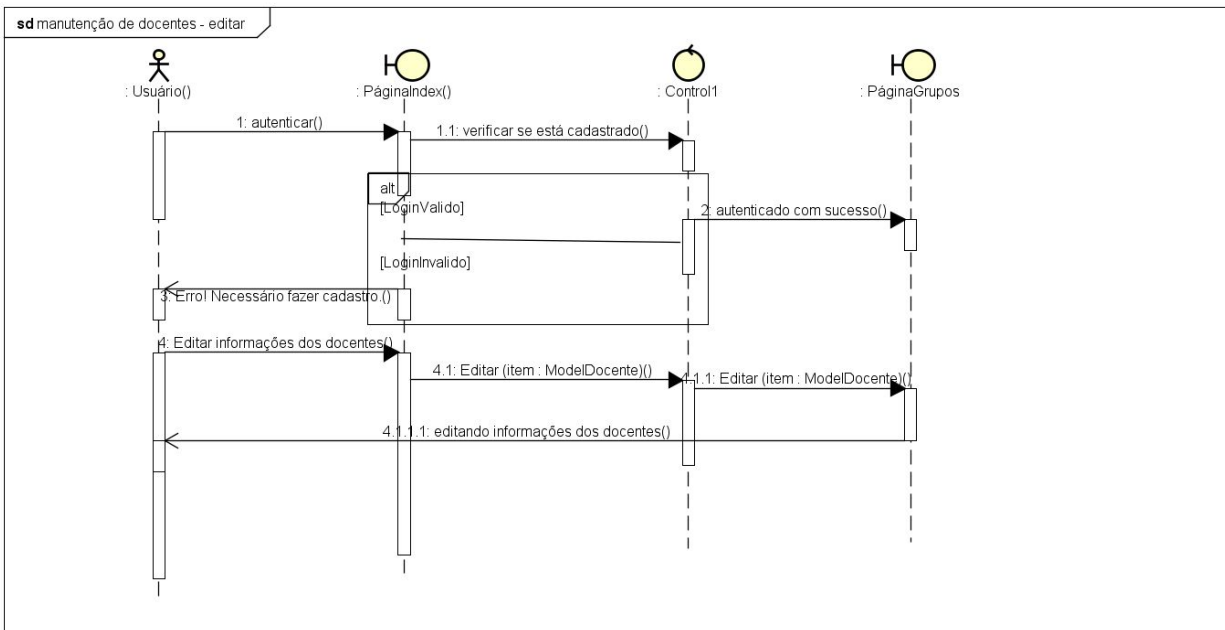 sd manutenção de docentes - editar
: Usuário()
: PáginaIndex()
: Control1
: PáginaGrupos
1: autenticar()
1.1: verificar se está cadastrado()
alt
[LoginValido]
2: autenticado com sucesso()
[LoginInvalido]
3: Erro! Necessário fazer cadastro.()
4: Editar informações dos docentes()
4.1: Editar (item : ModelDocente)()
4.1.1: Editar (item : ModelDocente)()
4.1.1.1: editando informações dos docentes()